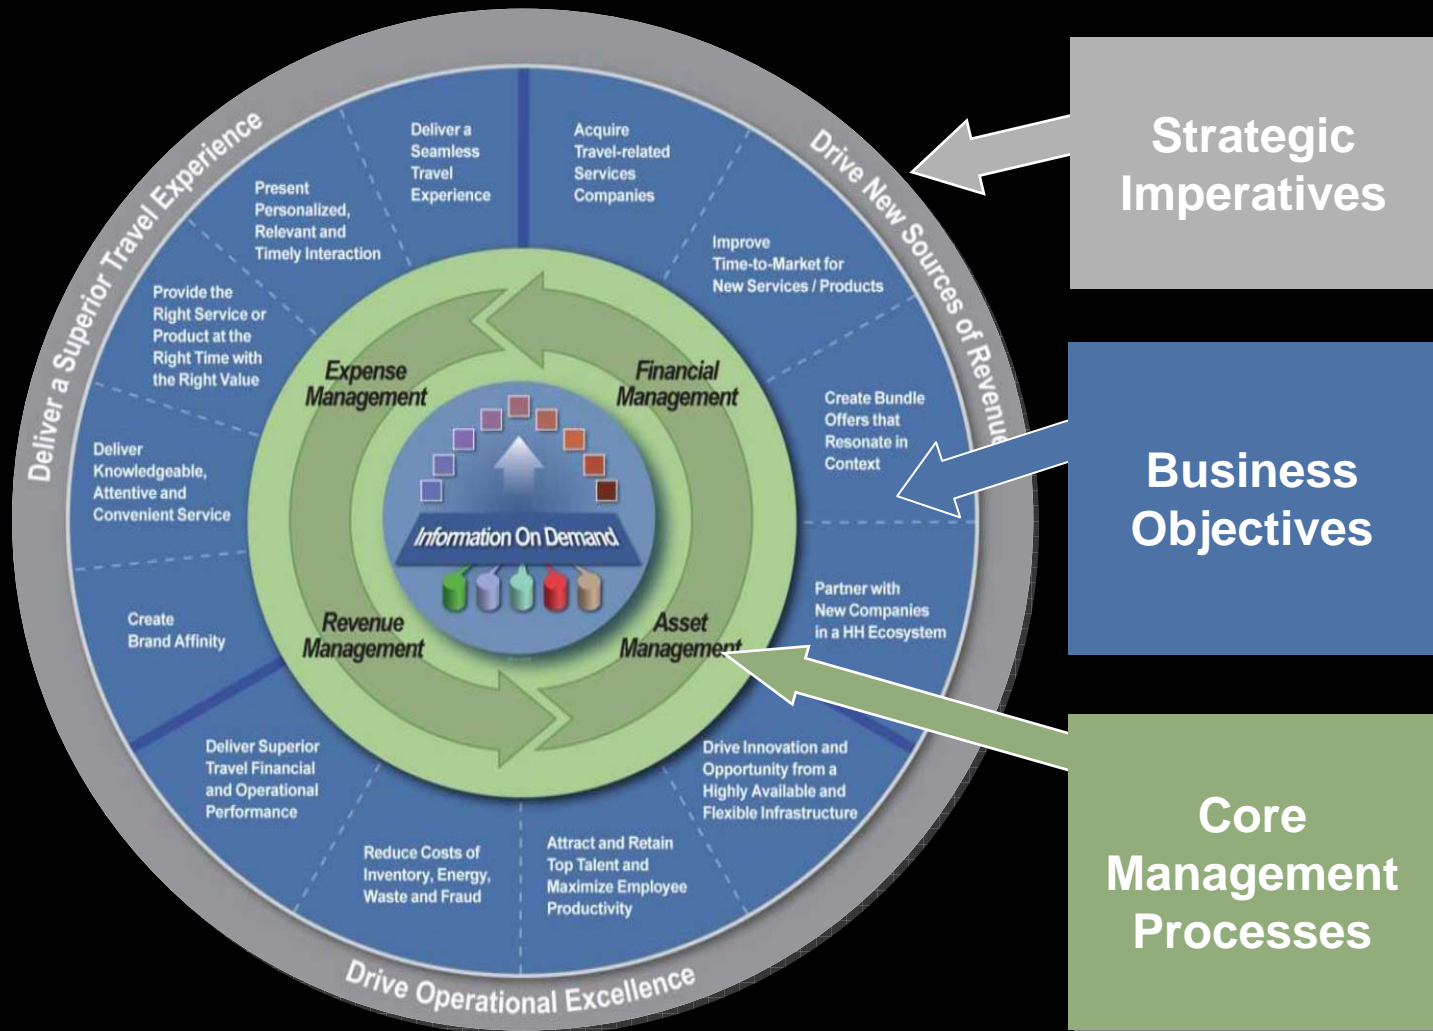 Deliver a Superior Travel Experience
Drive New Sources of Revenue
Drive Operational Excellence
Deliver a
Seamless
Travel
Experience
Acquire
Travel-related
Services
Companies
Present
Personalized,
Relevant and
Timely Interaction
Improve
Time-to-Market for
New Services / Products
Provide the
Right Service or
Product at the
Right Time with
the Right Value
Create Bundle
Offers that
Resonate in
Context
Deliver
Knowledgeable,
Attentive and
Convenient Service
Partner with
New Companies
in a HH Ecosystem
Create
Brand Affinity
Deliver Superior
Travel Financial
and Operational
Performance
Reduce Costs of
Inventory, Energy,
Waste and Fraud
Attract and Retain
Top Talent and
Maximize Employee
Productivity
Drive Innovation and
Opportunity from a
Highly Available and
Flexible Infrastructure
Expense
Management
Financial
Management
Information On Demand
Revenue
Management
Asset
Management
Strategic
Imperatives
Business
Objectives
Core
Management
Processes